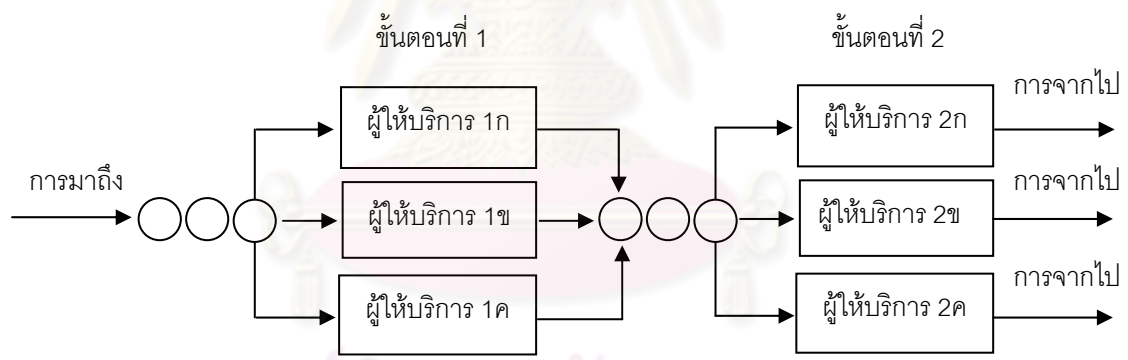 ขั้นตอนที่ 1
ขั้นตอนที่ 2
การมาถึง
ผู้ให้บริการ 1ก
ผู้ให้บริการ 1ข
ผู้ให้บริการ 1ค
ผู้ให้บริการ 2ก
ผู้ให้บริการ 2ข
ผู้ให้บริการ 2ค
การจากไป
การจากไป
การจากไป